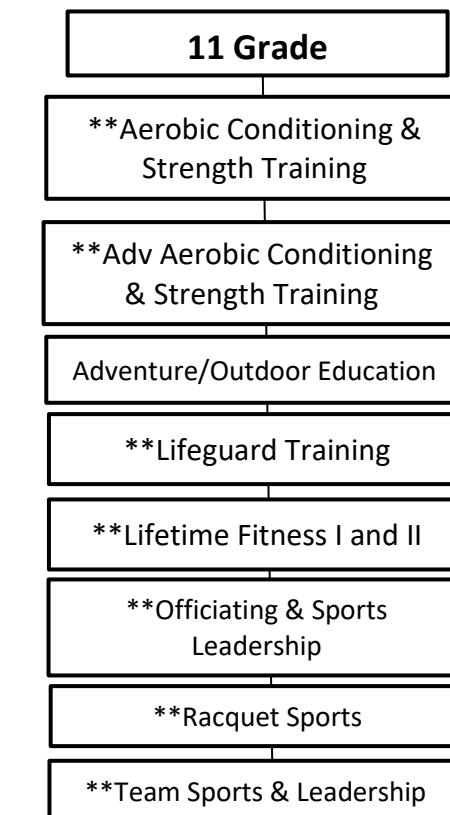 11 Grade
**Aerobic Conditioning &
Strength Training
**Adv Aerobic Conditioning
& Strength Training
Adventure/Outdoor Education
**Lifeguard Training
**Lifetime Fitness I and II
**Officiating & Sports
Leadership
**Racquet Sports
**Team Sports & Leadership